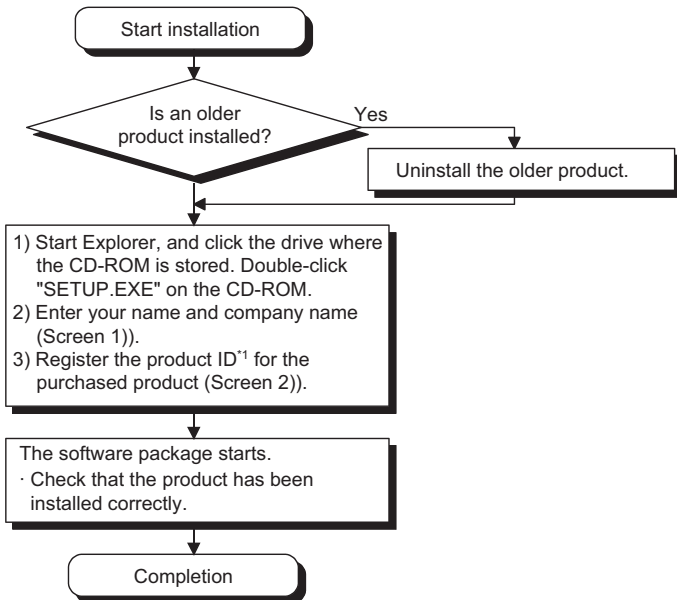 Start installation
Is an older
product installed?
Yes
Uninstall the older product.
1) Start Explorer, and click the drive where
the CD-ROM is stored. Double-click
"SETUP.EXE" on the CD-ROM.
2) Enter your name and company name
(Screen 1)).
3) Register the product ID*1 for the
purchased product (Screen 2)).
The software package starts.
· Check that the product has been
installed correctly.
Completion